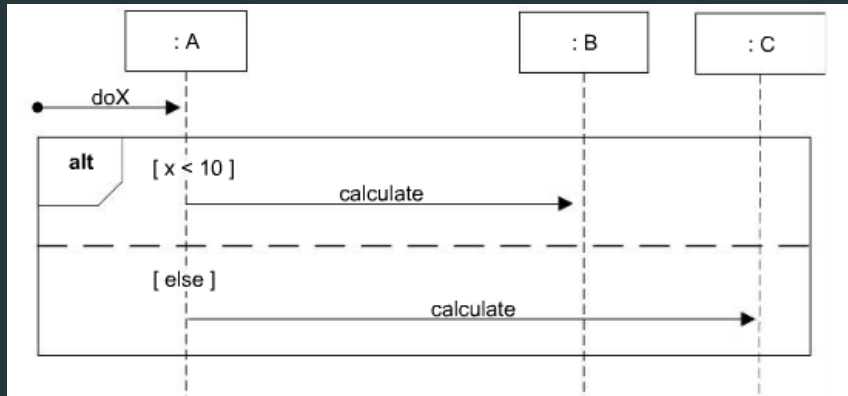 : A
: B
: C
doX
alt
[ x < 10 ]
calculate
[ else ]
calculate